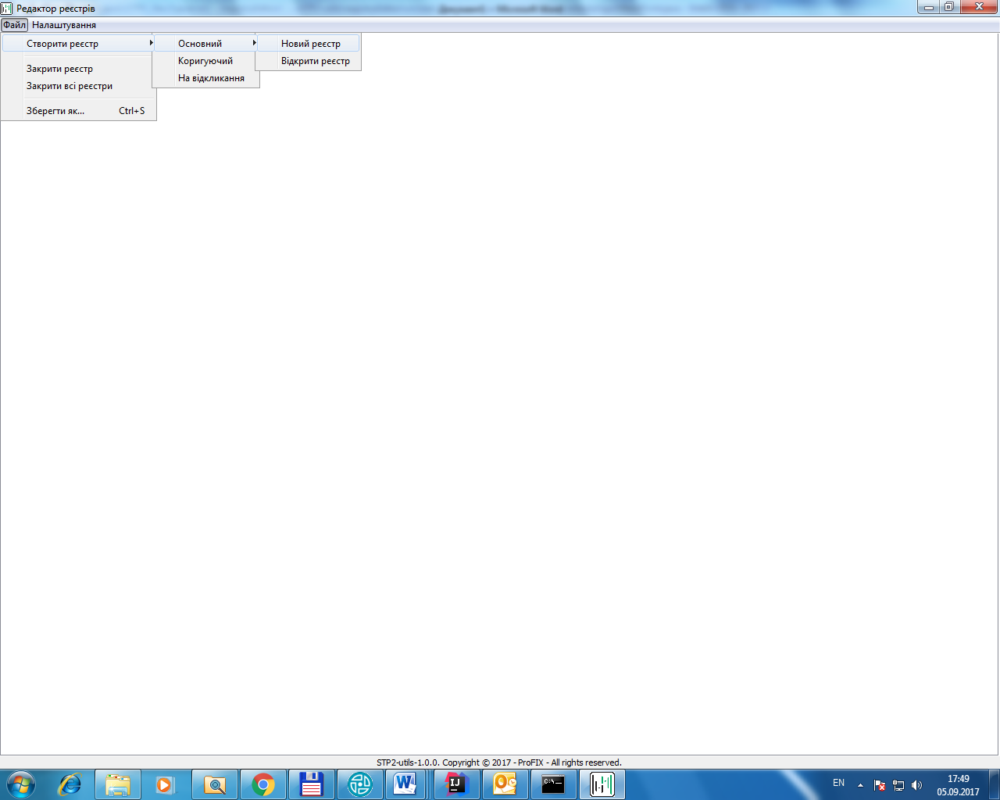 Редактор реєстрів
Файл Налаштування
Створити реєстр
Закрити реєстр
Закрити всі реєстри
Зберегти як... Ctrl+S
Основний
Коригуючий
На відкликання
Новий реєстр
Відкрити реєстр
STP2-utils-1.0.0. Copyright © 2017 - ProFIX - All rights reserved.
EN
17:49
05.09.2017